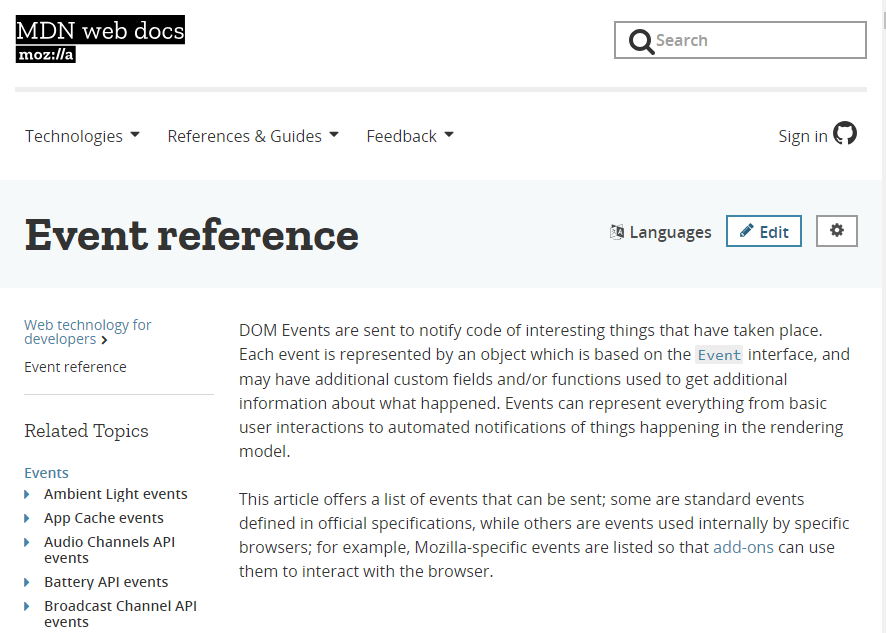 MDN web docs
moz://a
Search
Technologies
References & Guides
Feedback
Sign in
Event reference
Languages
Edit
Web technology for
developers
Event reference
Related Topics
Events
Ambient Light events
App Cache events
Audio Channels API
events
Battery API events
Broadcast Channel API
events
DOM Events are sent to notify code of interesting things that have taken place.
Each event is represented by an object which is based on the Event interface, and
may have additional custom fields and/or functions used to get additional
information about what happened. Events can represent everything from basic
user interactions to automated notifications of things happening in the rendering
model.
This article offers a list of events that can be sent; some are standard events
defined in official specifications, while others are events used internally by specific
browsers; for example, Mozilla-specific events are listed so that add-ons can use
them to interact with the browser.